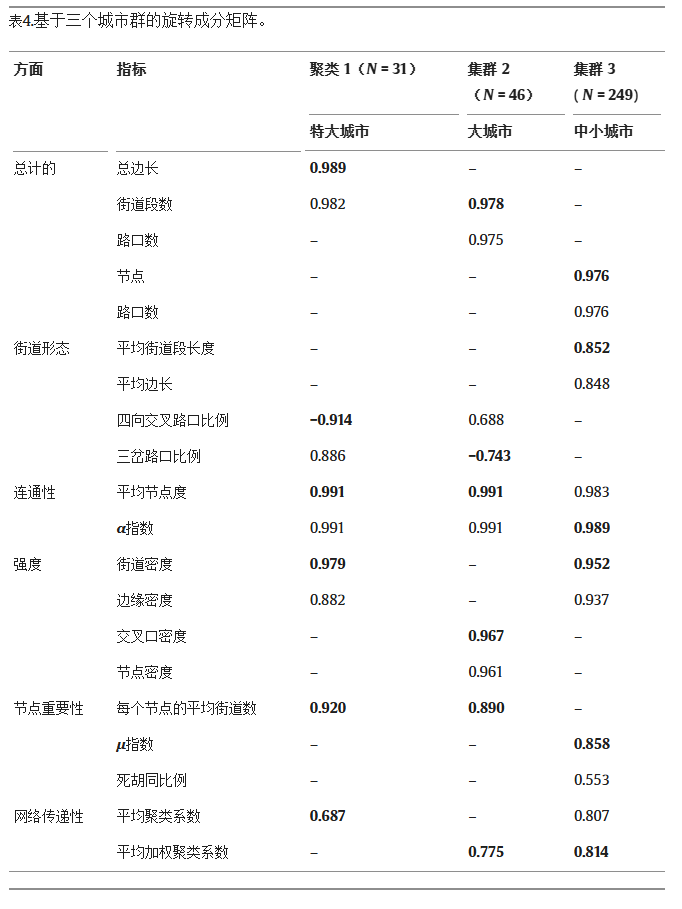 表4.基于三个城市群的旋转成分矩阵。
方面 指标 聚类 1（N = 31） 集群 2 集群 3
（N = 46） ( N = 249)
特大城市 大城市 中小城市
总计的 总边长 0.989 – –
街道段数 0.982 0.978 –
路口数 – 0.975 –
节点 – – 0.976
路口数 – – 0.976
街道形态 平均街道段长度 – – 0.852
平均边长 – – 0.848
四向交叉路口比例 −0.914 0.688 –
三岔路口比例 0.886 −0.743 –
连通性 平均节点度 0.991 0.991 0.983
α指数 0.991 0.991 0.989
强度 街道密度 0.979 – 0.952
边缘密度 0.882 – 0.937
交叉口密度 – 0.967 –
节点密度 – 0.961 –
节点重要性 每个节点的平均街道数 0.920 0.890 –
μ指数 – – 0.858
死胡同比例 – – 0.553
网络传递性 平均聚类系数 0.687 – 0.807
平均加权聚类系数 – 0.775 0.814